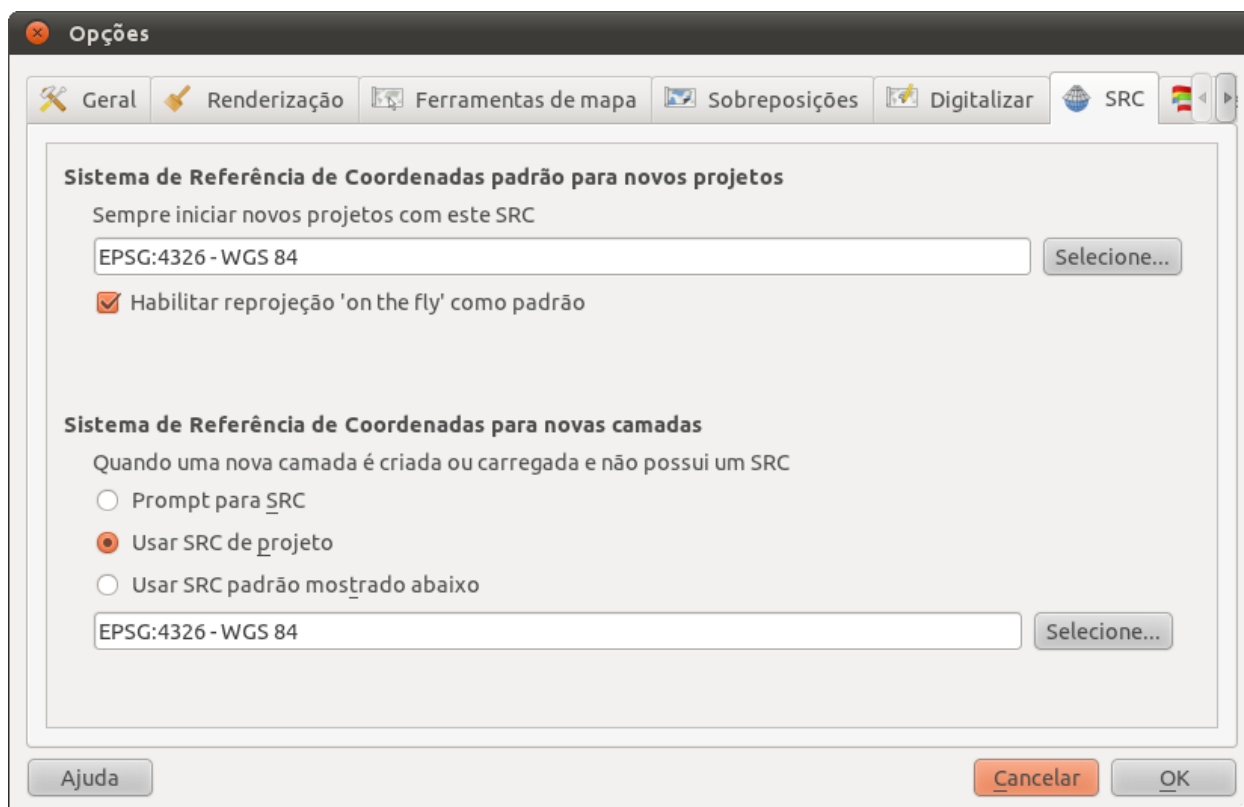 Opções
Geral Renderização Ferramentas de mapa Sobreposições Digitalizar SRC
Sistema de Referência de Coordenadas padrão para novos projetos
Sempre iniciar novos projetos com este SRC
EPSG:4326 - WGS 84 Selecione...
Habilitar reprojeção 'on the fly' como padrão
Sistema de Referência de Coordenadas para novas camadas
Quando uma nova camada é criada ou carregada e não possui um SRC
Prompt para SRC
Usar SRC de projeto
Usar SRC padrão mostrado abaixo
EPSG:4326 - WGS 84 Selecione...
Ajuda Cancelar OK